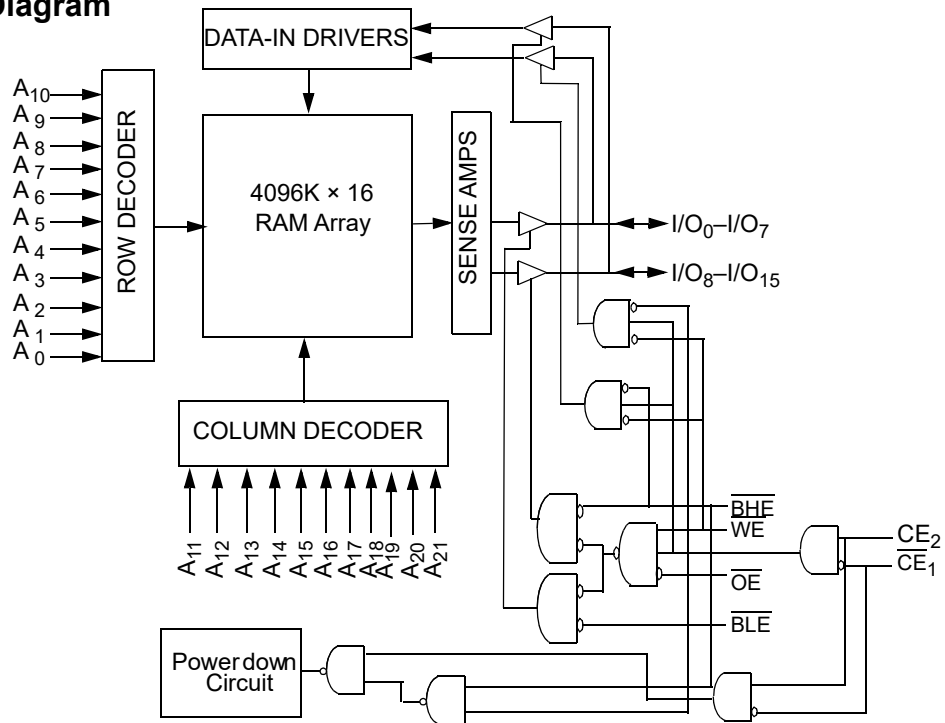 Diagram
DATA-IN DRIVERS
A10
A9
A8
A7
A6
A5
A4
A3
A2
A1
A0
ROW DECODER
4096K × 16
RAM Array
SENSE AMPS
I/O0–I/O7
I/O8–I/O15
COLUMN DECODER
A11
A12
A13
A14
A15
A16
A17
A18
A19
A20
A21
BHE
WE
CE2
CE1
OE
BLE
Power down
Circuit